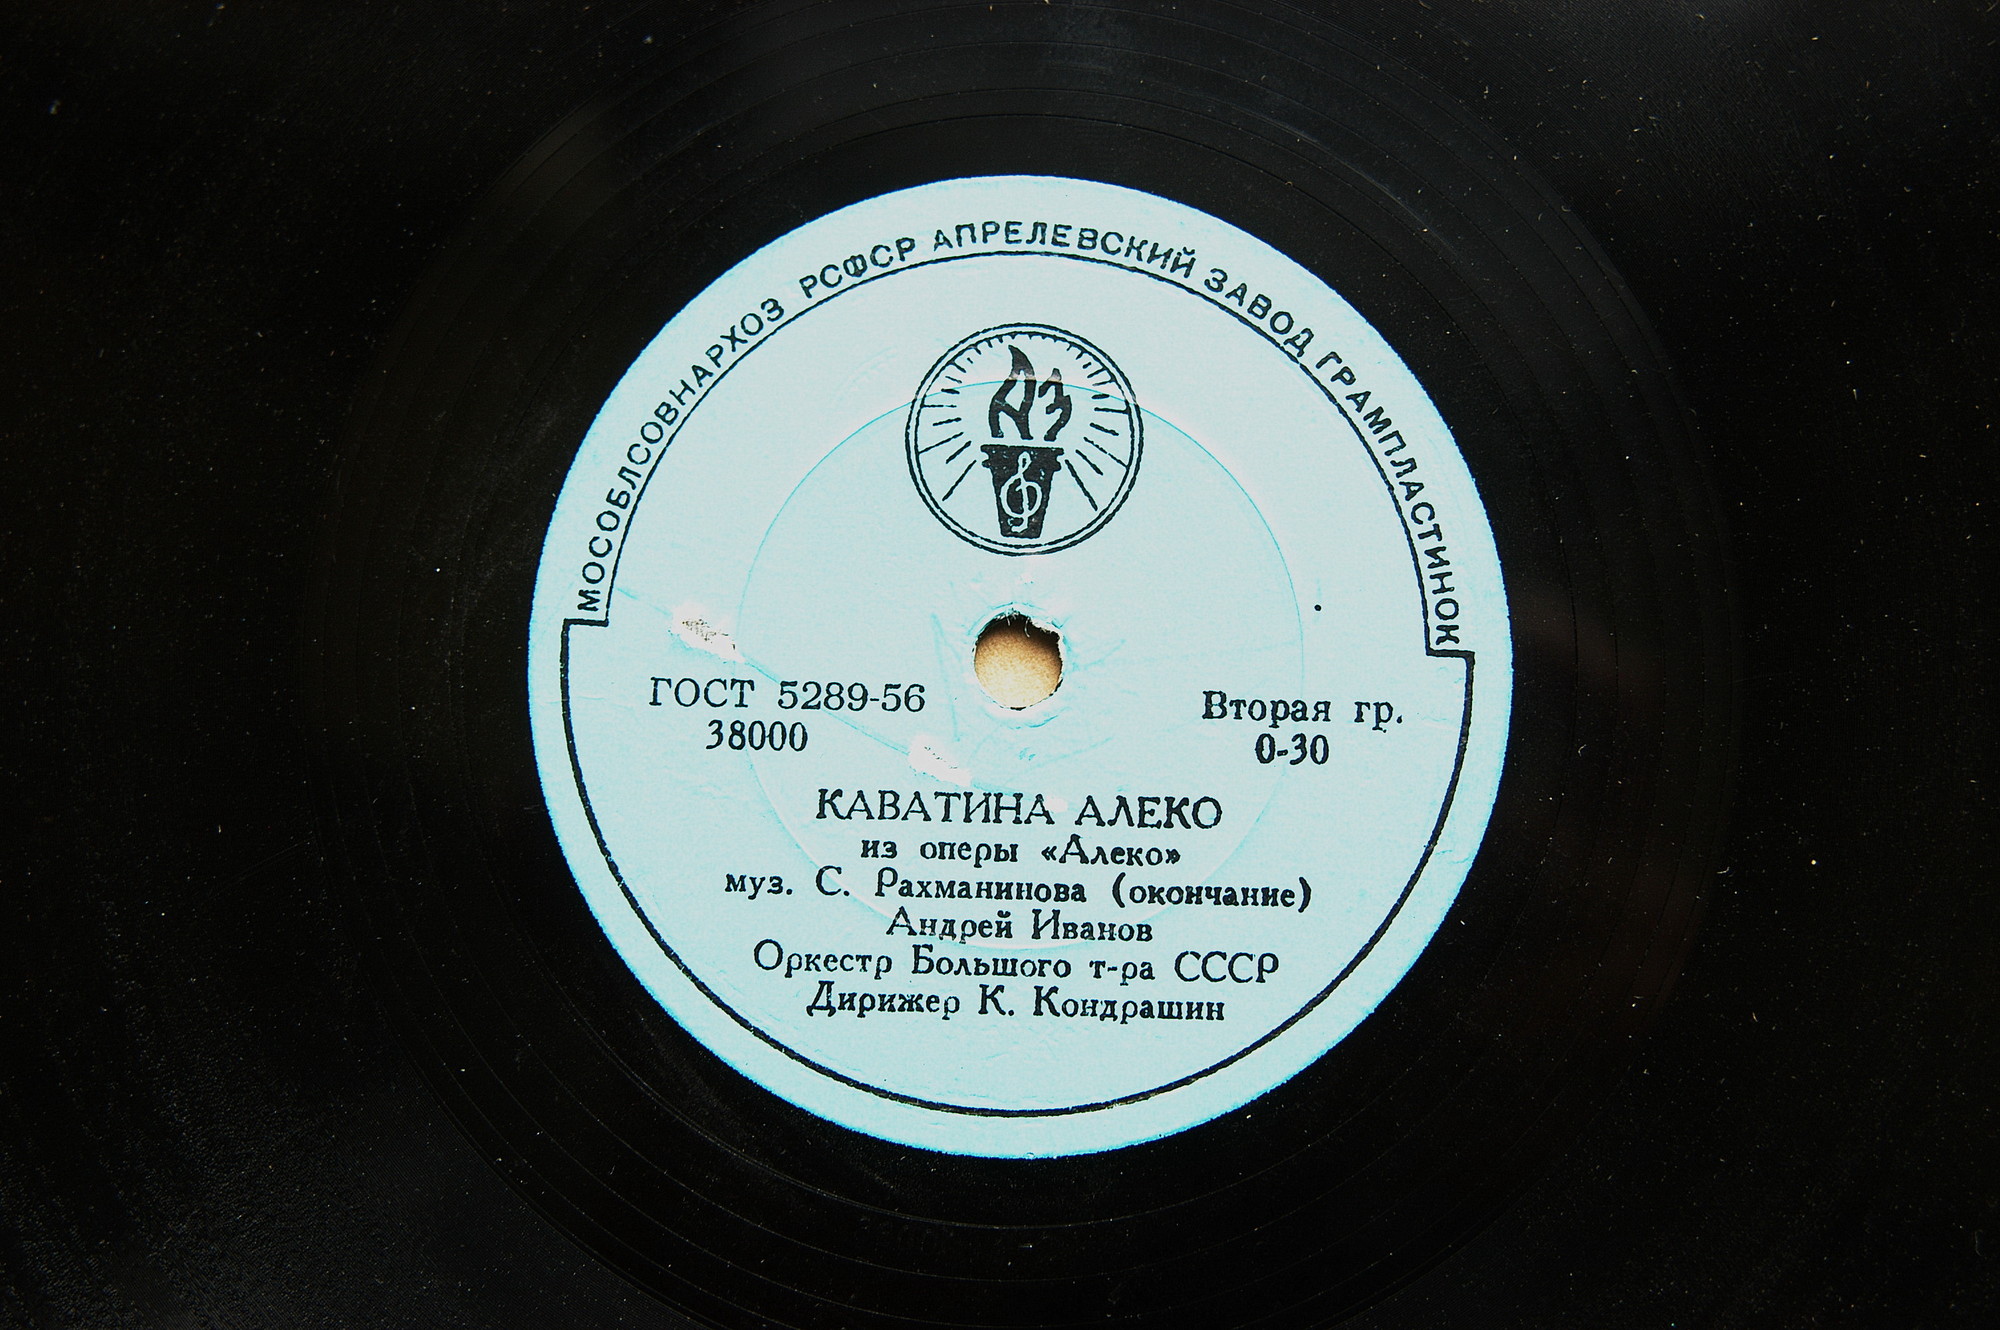 МОСОБЛСОВНАРХОЗ РСФСР АПРЕЛЕВСКИЙ ЗАВОД ГРАМПЛАСТИНОК
АЗ
ГОСТ 5289-56
38000
Вторая гр.
0-30
КАВАТИНА АЛЕКО
из оперы «Алеко»
муз. С. Рахманинова (окончание)
Андрей Иванов
Оркестр Большого т-ра СССР
Дирижер К. Кондрашин